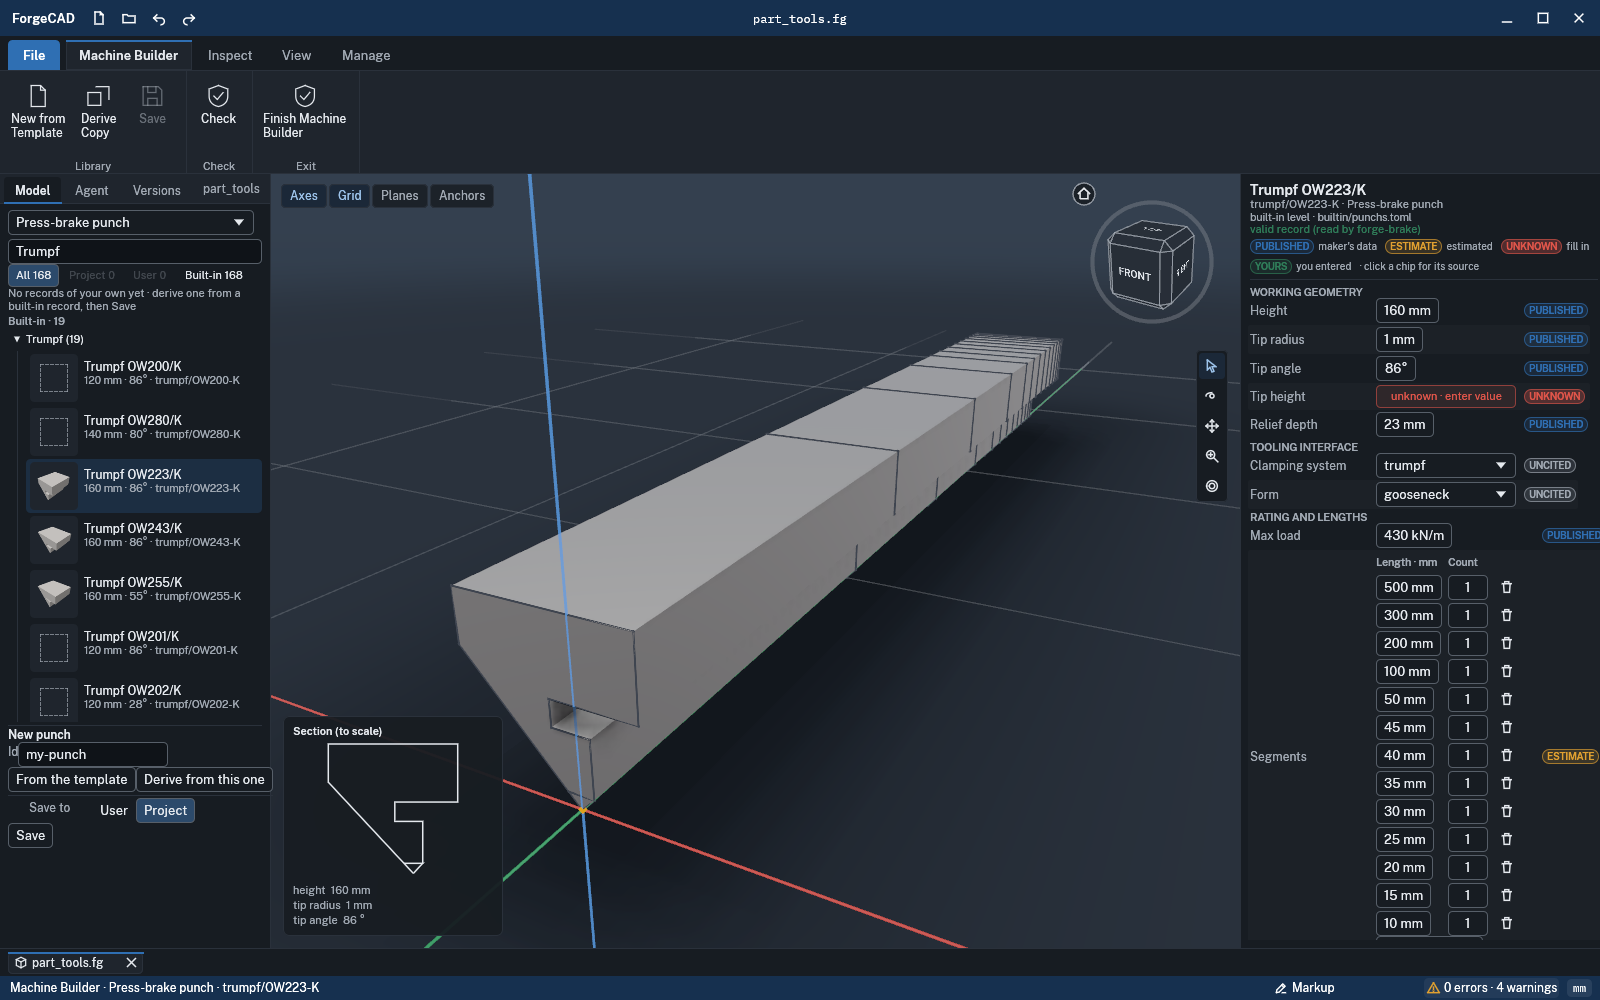 ForgeCAD
part_tools.fg
File
Machine Builder
Inspect
View
Manage
New from Template
Derive Copy
Save
Check
Finish Machine Builder
Library
Check
Exit
Model
Agent
Versions
part_tools
Press-brake punch
Trumpf
All 168
Project 0
User 0
Built-in 168
No records of your own yet · derive one from a
built-in record, then Save
Built-in · 19
Trumpf (19)
Trumpf OW200/K
120 mm · 86° · trumpf/OW200-K
Trumpf OW280/K
140 mm · 80° · trumpf/OW280-K
Trumpf OW223/K
160 mm · 86° · trumpf/OW223-K
Trumpf OW243/K
160 mm · 86° · trumpf/OW243-K
Trumpf OW255/K
160 mm · 55° · trumpf/OW255-K
Trumpf OW201/K
120 mm · 86° · trumpf/OW201-K
Trumpf OW202/K
120 mm · 28° · trumpf/OW202-K
New punch
Id
my-punch
From the template
Derive from this one
Save to
User
Project
Save
Axes
Grid
Planes
Anchors
FRONT
Section (to scale)
height 160 mm
tip radius 1 mm
tip angle 86 °
Trumpf OW223/K
trumpf/OW223-K · Press-brake punch
built-in level · builtin/punchs.toml
valid record (read by forge-brake)
PUBLISHED maker's data ESTIMATE estimated UNKNOWN fill in
YOURS you entered · click a chip for its source
WORKING GEOMETRY
Height 160 mm PUBLISHED
Tip radius 1 mm PUBLISHED
Tip angle 86° PUBLISHED
Tip height unknown · enter value UNKNOWN
Relief depth 23 mm PUBLISHED
TOOLING INTERFACE
Clamping system trumpf UNCITED
Form gooseneck UNCITED
RATING AND LENGTHS
Max load 430 kN/m PUBLISHED
Length · mm Count
500 mm 1
300 mm 1
200 mm 1
100 mm 1
50 mm 1
45 mm 1
Segments 40 mm 1 ESTIMATE
35 mm 1
30 mm 1
25 mm 1
20 mm 1
15 mm 1
10 mm 1
part_tools.fg
Machine Builder · Press-brake punch · trumpf/OW223-K
Markup
0 errors · 4 warnings
mm